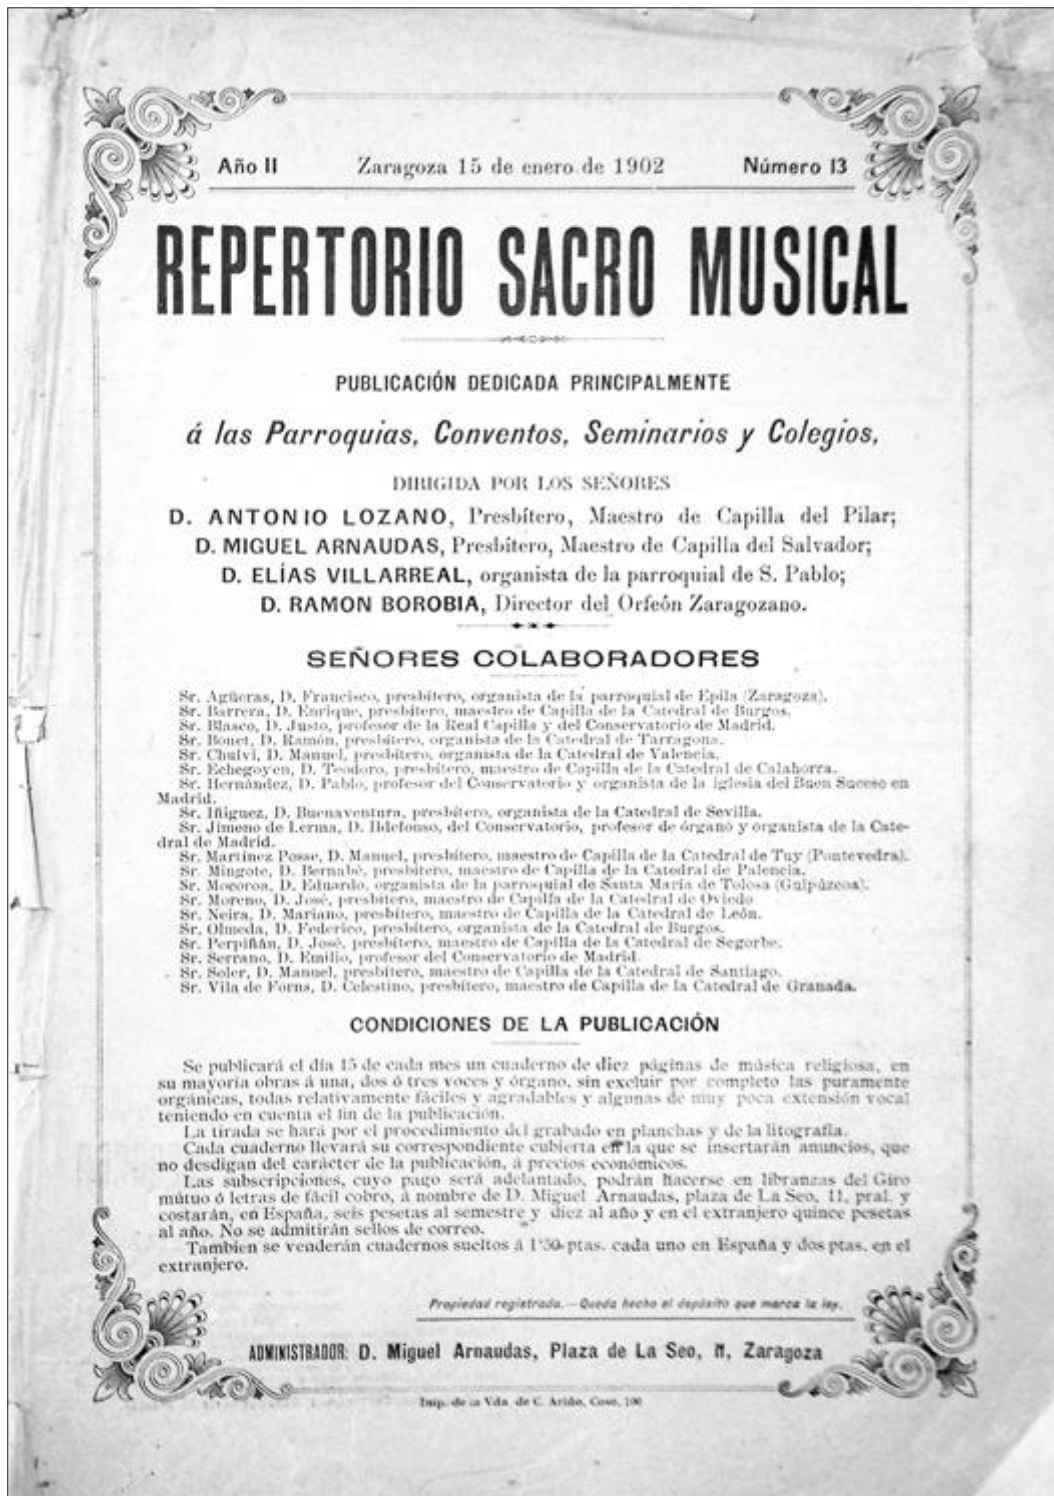 Año II Zaragoza 15 de enero de 1902 Número 13
REPERTORIO SACRO MUSICAL
PUBLICACIÓN DEDICADA PRINCIPALMENTE
á las Parroquias, Conventos, Seminarios y Colegios,
DIRIGIDA POR LOS SEÑORES
D. ANTONIO LOZANO, Presbítero, Maestro de Capilla del Pilar;
D. MIGUEL ARNAUDAS, Presbítero, Maestro de Capilla del Salvador;
D. ELÍAS VILLARREAL, organista de la parroquial de S. Pablo;
D. RAMON BOROBIA, Director del Orfeón Zaragozano.
SEÑORES COLABORADORES
Sr. Agüeras, D. Francisco, presbítero, organista de la parroquial de Epila (Zaragoza).
Sr. Barrera, D. Enrique, presbítero, maestro de Capilla de la Catedral de Burgos.
Sr. Blasco, D. Justo, profesor de la Real Capilla y del Conservatorio de Madrid.
Sr. Bonet, D. Ramón, presbítero, organista de la Catedral de Tarragona.
Sr. Chulvi, D. Manuel, presbítero, organista de la Catedral de Valencia.
Sr. Echegoyen, D. Teodoro, presbítero, maestro de Capilla de la Catedral de Calahorra.
Sr. Hernández, D. Pablo, profesor del Conservatorio y organista de la iglesia del Buen Suceso en
Madrid.
Sr. Iñiguez, D. Buenaventura, presbítero, organista de la Catedral de Sevilla.
Sr. Jimeno de Lerma, D. Ildefonso, del Conservatorio, profesor de órgano y organista de la Cate-
dral de Madrid.
Sr. Martínez Posse, D. Manuel, presbítero, maestro de Capilla de la Catedral de Tuy (Pontevedra).
Sr. Mingote, D. Bernabé, presbítero, maestro de Capilla de la Catedral de Palencia.
Sr. Mocoroa, D. Eduardo, organista de la parroquial de Santa María de Tolosa (Guipúzcoa).
Sr. Moreno, D. José, presbítero, maestro de Capilla de la Catedral de Oviedo
Sr. Neira, D. Mariano, presbítero, maestro de Capilla de la Catedral de León.
Sr. Olmeda, D. Federico, presbítero, organista de la Catedral de Burgos.
Sr. Perpiñán, D. José, presbítero, maestro de Capilla de la Catedral de Segorbe.
Sr. Serrano, D. Emilio, profesor del Conservatorio de Madrid.
Sr. Soler, D. Manuel, presbítero, maestro de Capilla de la Catedral de Santiago.
Sr. Vila de Forns, D. Celestino, presbítero, maestro de Capilla de la Catedral de Granada.
CONDICIONES DE LA PUBLICACIÓN
Se publicará el día 15 de cada mes un cuaderno de diez páginas de música religiosa, en
su mayoría obras á una, dos ó tres voces y órgano, sin excluir por completo las puramente
orgánicas, todas relativamente fáciles y agradables y algunas de muy poca extensión vocal
teniendo en cuenta el fin de la publicación.
La tirada se hará por el procedimiento del grabado en planchas y de la litografía.
Cada cuaderno llevará su correspondiente cubierta en la que se insertarán anuncios, que
no desdigan del carácter de la publicación, á precios económicos.
Las subscripciones, cuyo pago será adelantado, podrán hacerse en libranzas del Giro
mútuo ó letras de fácil cobro, á nombre de D. Miguel Arnaudas, plaza de La Seo, 11, pral. y
costarán, en España, seis pesetas al semestre y diez al año y en el extranjero quince pesetas
al año. No se admitirán sellos de correo.
Tambien se venderán cuadernos sueltos á 1'50 ptas. cada uno en España y dos ptas. en el
extranjero.
Propiedad registrada.—Queda hecho el depósito que marca la ley.
ADMINISTRADOR: D. Miguel Arnaudas, Plaza de La Seo, 11, Zaragoza
Imp. de la Vda. de C. Ariño, Coso, 100